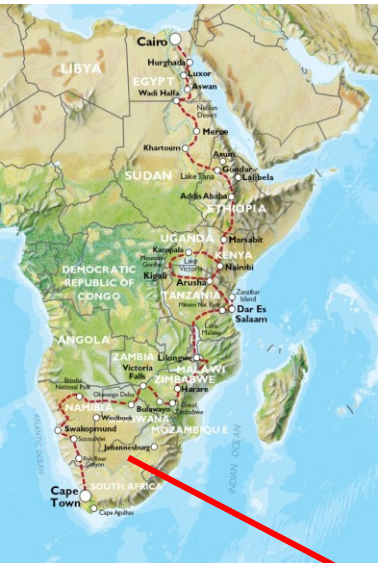 Cairo
LIBYA
Hurghada
Luxor
EGYPT
Aswan
Wadi Halfa
Nubian
Desert
Meroe
Khartoum
Axum
Gondar
Lalibela
SUDAN
Lake Tana
Addis Ababa
ETHIOPIA
Marsabit
UGANDA
Kampala
KENYA
Mountain
Gorillas
Lake
Victoria
Nairobi
DEMOCRATIC
REPUBLIC OF
CONGO
Kigali
Arusha
TANZANIA
Zanzibar
Island
Mikumi Nat. Park
Dar Es
Salaam
Lake
Malawi
ANGOLA
ZAMBIA
Lilongwe
MALAWI
Victoria
Falls
ZIMBABWE
Harare
Etosha
National Park
Okavango Delta
Great
Zimbabwe
NAMIBIA
Bulawayo
Windhoek
MOZAMBIQUE
Swakopmund
Sossusvlei
Johannesburg
Fish River
Canyon
ATLANTIC OCEAN
INDIAN OCEAN
SOUTH AFRICA
Cape
Town
Cape Agulhas